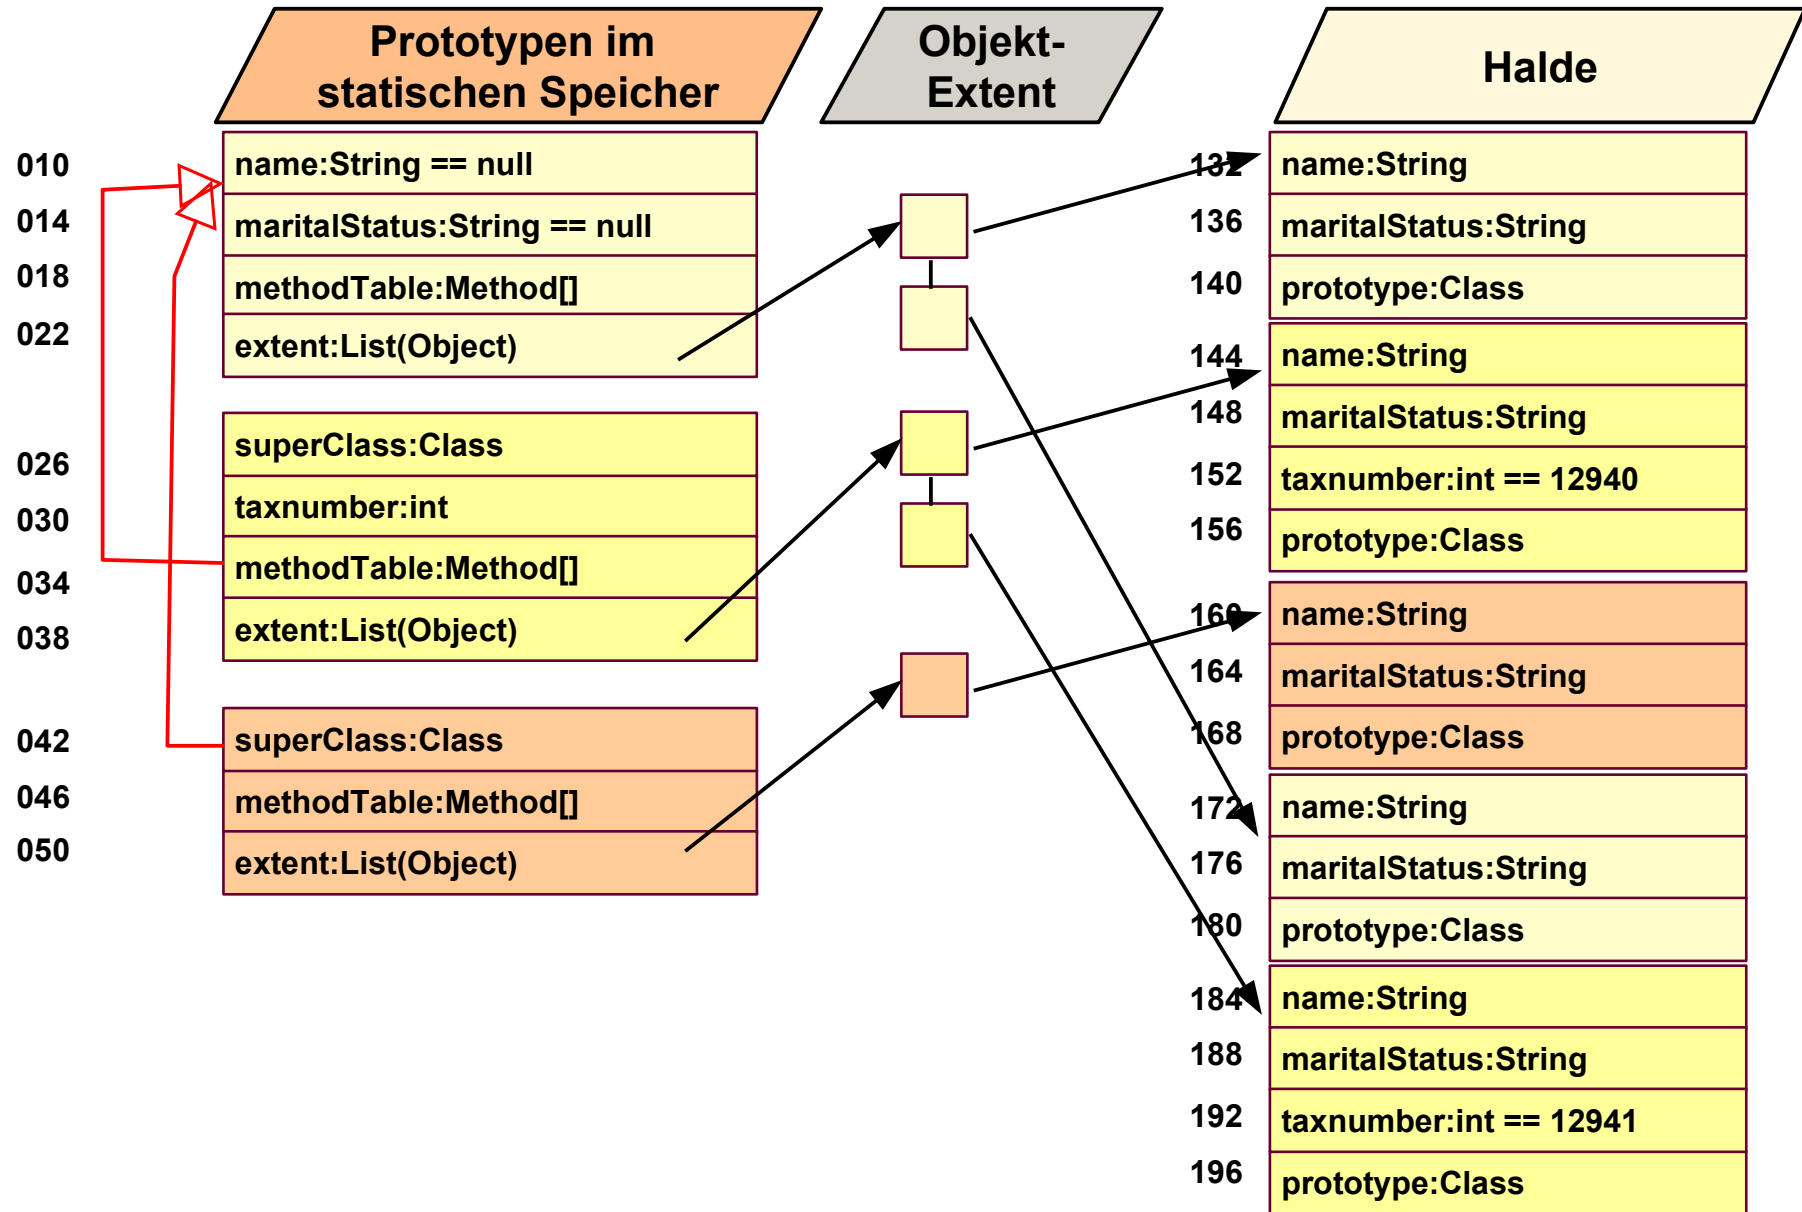 Prototypen im
statischen Speicher
Objekt-
Extent
Halde
010
name:String == null
014
maritalStatus:String == null
018
methodTable:Method[]
022
extent:List(Object)
026
superClass:Class
030
taxnumber:int
034
methodTable:Method[]
038
extent:List(Object)
042
superClass:Class
046
methodTable:Method[]
050
extent:List(Object)
132
name:String
136
maritalStatus:String
140
prototype:Class
144
name:String
148
maritalStatus:String
152
taxnumber:int == 12940
156
prototype:Class
160
name:String
164
maritalStatus:String
168
prototype:Class
172
name:String
176
maritalStatus:String
180
prototype:Class
184
name:String
188
maritalStatus:String
192
taxnumber:int == 12941
196
prototype:Class